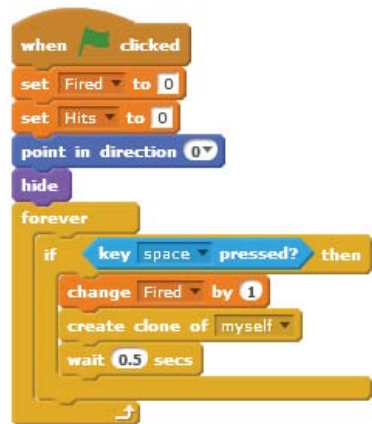 when clicked
set Fired to 0
set Hits to 0
point in direction 0
hide
forever
if key space pressed? then
change Fired by 1
create clone of myself
wait 0.5 secs